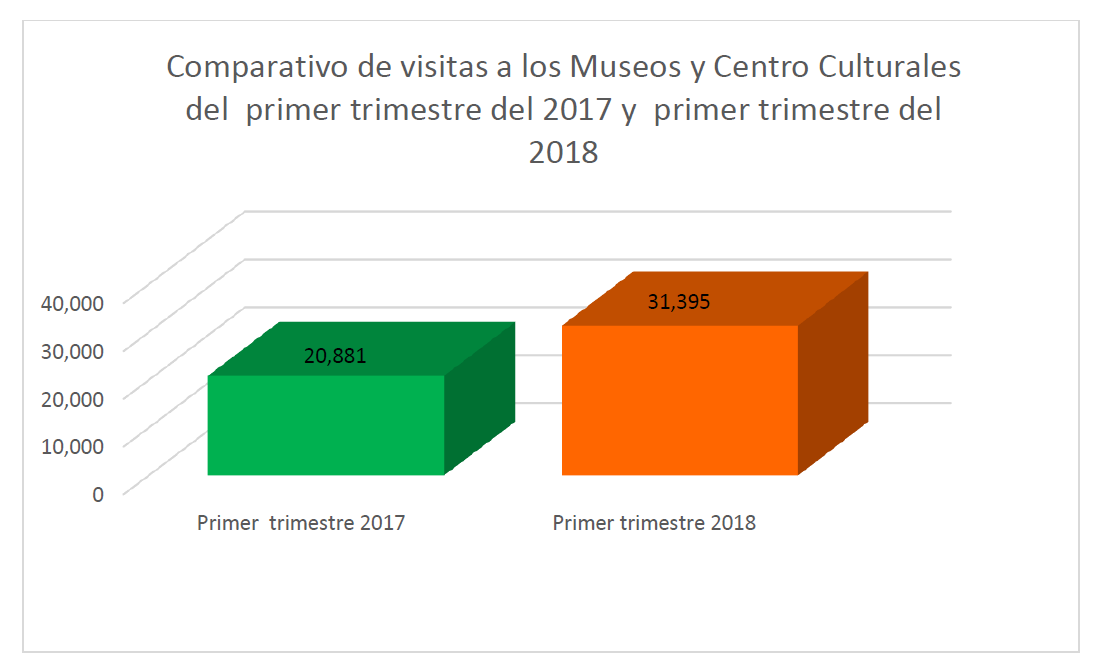 Comparativo de visitas a los Museos y Centro Culturales
del  primer trimestre del 2017 y  primer trimestre del
2018
40,000
30,000
20,000
10,000
0
20,881
31,395
Primer  trimestre 2017
Primer trimestre 2018